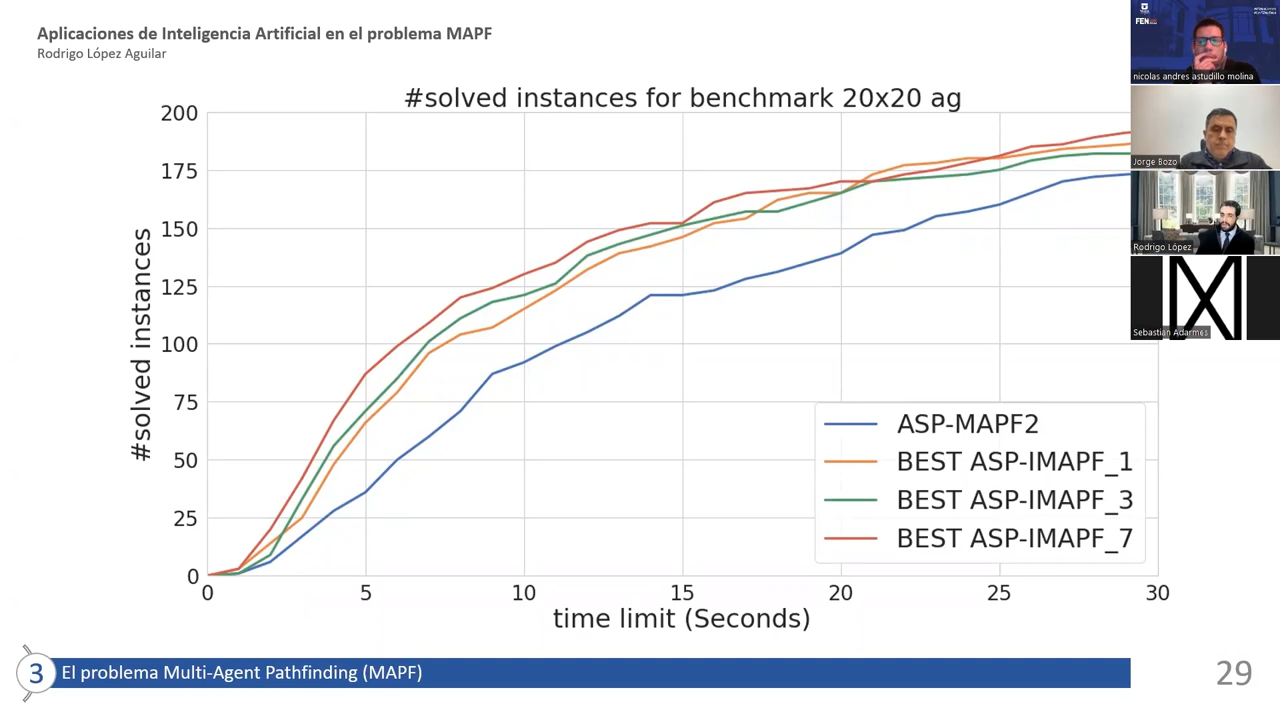 Aplicaciones de Inteligencia Artificial en el problema MAPF
Rodrigo López Aguilar
#solved instances for benchmark 20x20 ag
200
175
150
125
100
75
50
25
0
#solved instances
0 5 10 15 20 25 30
time limit (Seconds)
ASP-MAPF2
BEST ASP-IMAPF_1
BEST ASP-IMAPF_3
BEST ASP-IMAPF_7
3 El problema Multi-Agent Pathfinding (MAPF)
29
FEN
nicolas andres astudillo molina
Jorge Bozo
Rodrigo López
Sebastián Adarmes